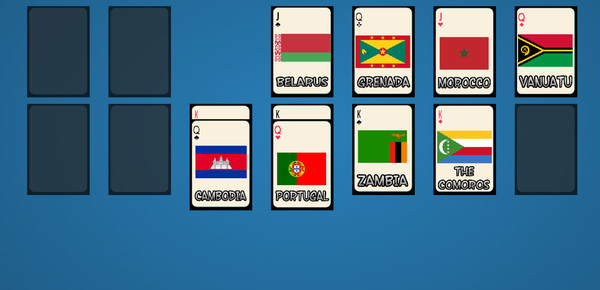 J
BELARUS
Q
GRENADA
J
MOROCCO
Q
VANUATU
K
Q
CAMBODIA
K
Q
PORTUGAL
K
ZAMBIA
K
THE
COMOROS